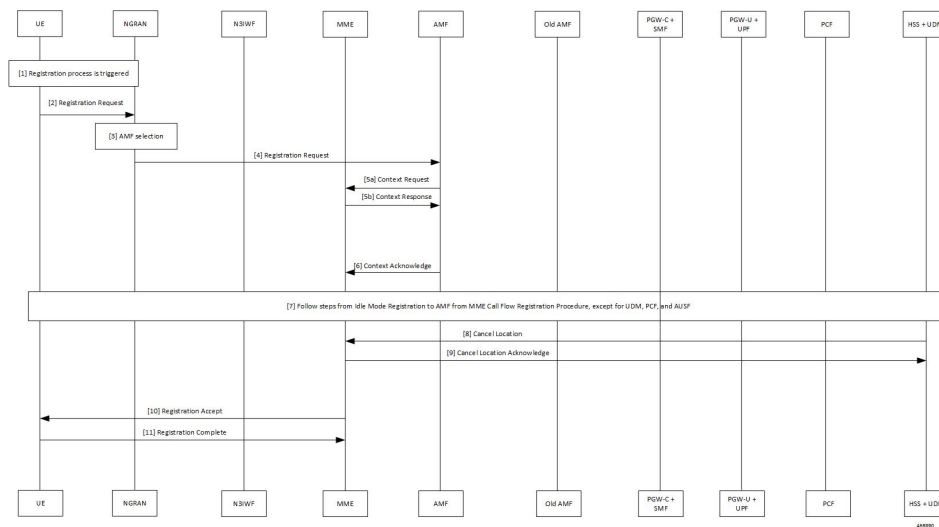 UE
NGRAN
N3IWF
MME
AMF
Old AMF
PGW-C +
SMF
PGW-U +
UPF
PCF
HSS + UDM
[1] Registration process is triggered
[2] Registration Request
[3] AMF selection
[4] Registration Request
[5a] Context Request
[5b] Context Response
[6] Context Acknowledge
[7] Follow steps from Idle Mode Registration to AMF from MME Call Flow Registration Procedure, except for UDM, PCF, and AUSF
[8] Cancel Location
[9] Cancel Location Acknowledge
[10] Registration Accept
[11] Registration Complete
UE
NGRAN
N3IWF
MME
AMF
Old AMF
PGW-C +
SMF
PGW-U +
UPF
PCF
HSS + UDM